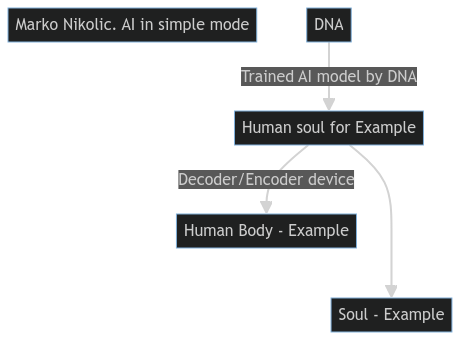 Marko Nikolic. AI in simple mode
DNA
Trained AI model by DNA
Human soul for Example
Decoder/Encoder device
Human Body - Example
Soul - Example